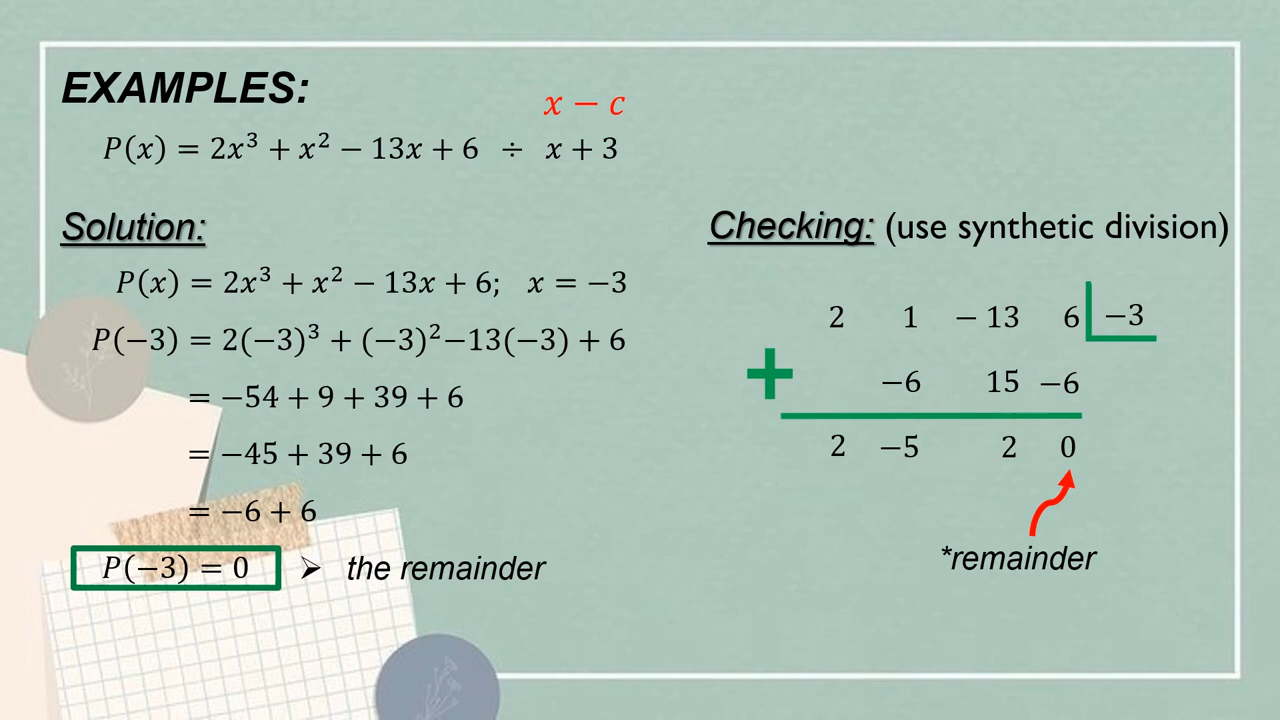 EXAMPLES:
x − c
P(x) = 2x³ + x² − 13x + 6 ÷ x + 3
Solution:
P(x) = 2x³ + x² − 13x + 6; x = −3
P(−3) = 2(−3)³ + (−3)²−13(−3) + 6
= −54 + 9 + 39 + 6
= −45 + 39 + 6
= −6 + 6
P(−3) = 0 ➢ the remainder
Checking: (use synthetic division)
2 1 − 13 6 −3
+ −6 15 −6
2 −5 2 0
*remainder